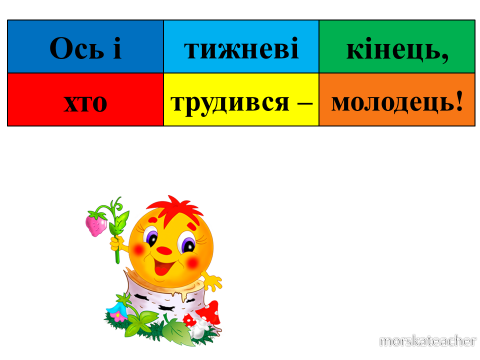 Ось і тижневі кінець,
хто трудився – молодець!
morskateacher